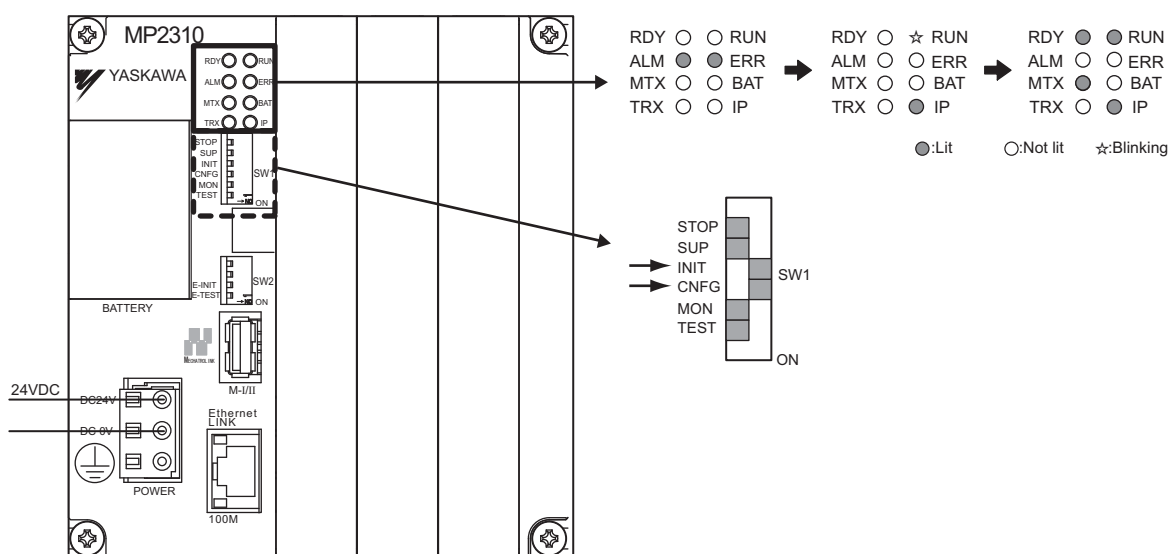 MP2310
YASKAWA
RDY RUN
ALM ERR
MTX BAT
TRX IP
STOP
SUP
INIT
CNFG
MON
TEST
SW1
ON
E-INIT
E-TEST
SW2
ON
BATTERY
MECHATROLINK
M-I/II
24VDC
DC24V
DC 0V
POWER
Ethernet
LINK
100M
RDY RUN
ALM ERR
MTX BAT
TRX IP
RDY ☆ RUN
ALM ERR
MTX BAT
TRX IP
RDY RUN
ALM ERR
MTX BAT
TRX IP
:Lit :Not lit ☆:Blinking
STOP
SUP
INIT
CNFG
MON
TEST
SW1
ON